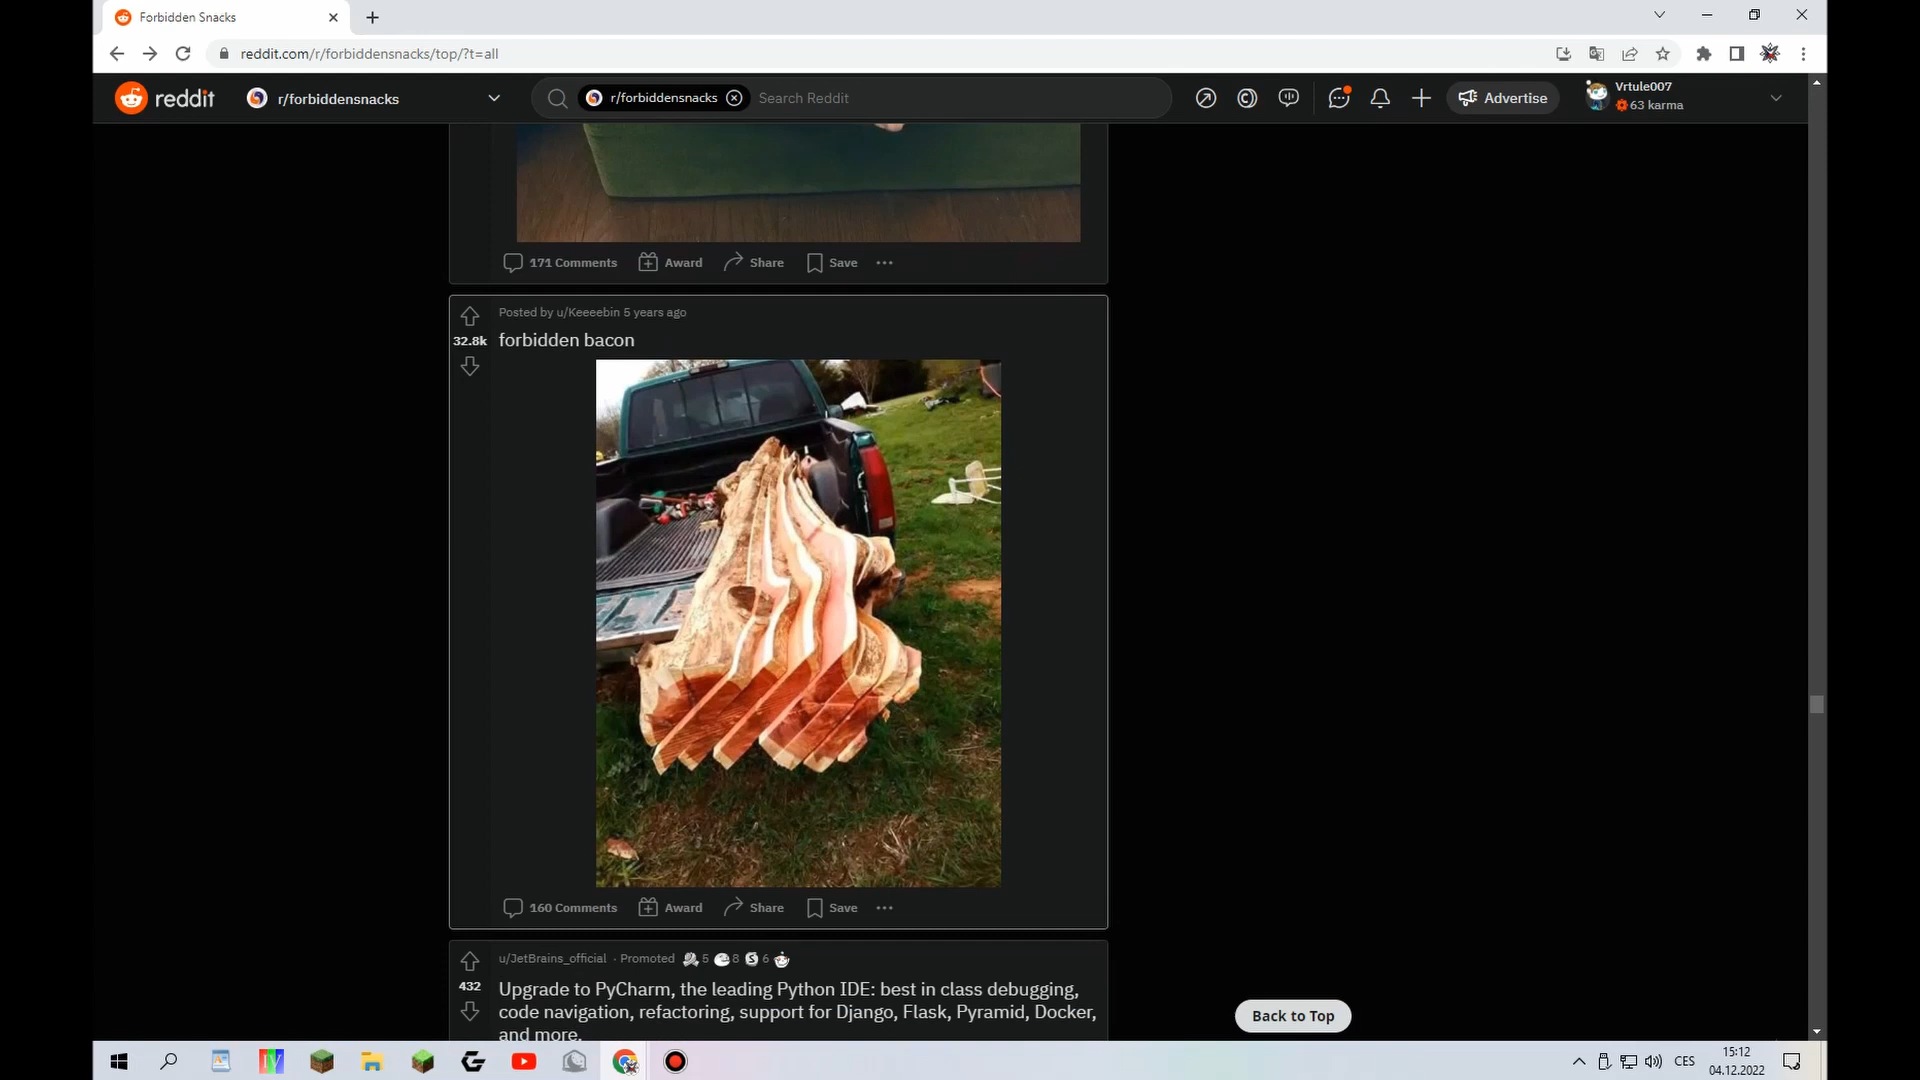 Forbidden Snacks
reddit.com/r/forbiddensnacks/top/?t=all
reddit
r/forbiddensnacks
r/forbiddensnacks
Search Reddit
Advertise
Vrtule007
63 karma
171 Comments
Award
Share
Save
Posted by u/Keeeebin 5 years ago
32.8k
forbidden bacon
160 Comments
Award
Share
Save
u/JetBrains_official · Promoted 5 8 6
432
Upgrade to PyCharm, the leading Python IDE: best in class debugging,
code navigation, refactoring, support for Django, Flask, Pyramid, Docker,
and more.
Back to Top
CES
15:12
04.12.2022